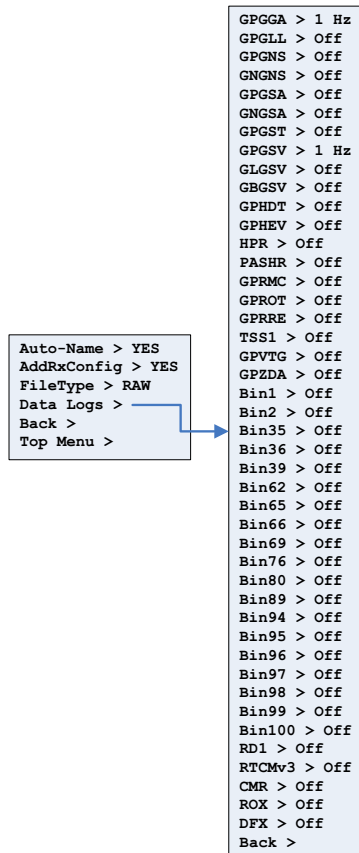 Auto-Name > YES
AddRxConfig > YES
FileType > RAW
Data Logs >
Back >
Top Menu >
GPGGA > 1 Hz
GPGLL > Off
GPGNS > Off
GNGNS > Off
GPGSA > Off
GNGSA > Off
GPGST > Off
GPGSV > 1 Hz
GLGSV > Off
GBGSV > Off
GPHDT > Off
GPHEV > Off
HPR > Off
PASHR > Off
GPRMC > Off
GPROT > Off
GPRRE > Off
TSS1 > Off
GPVTG > Off
GPZDA > Off
Bin1 > Off
Bin2 > Off
Bin35 > Off
Bin36 > Off
Bin39 > Off
Bin62 > Off
Bin65 > Off
Bin66 > Off
Bin69 > Off
Bin76 > Off
Bin80 > Off
Bin89 > Off
Bin94 > Off
Bin95 > Off
Bin96 > Off
Bin97 > Off
Bin98 > Off
Bin99 > Off
Bin100 > Off
RD1 > Off
RTCMv3 > Off
CMR > Off
ROX > Off
DFX > Off
Back >